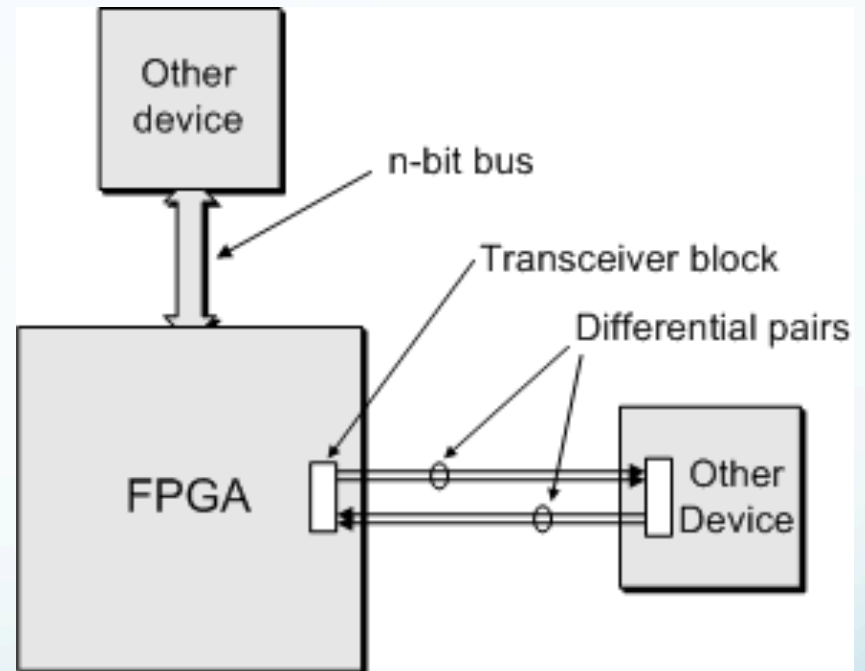 Other
device
n-bit bus
Transceiver block
Differential pairs
FPGA
Other
Device